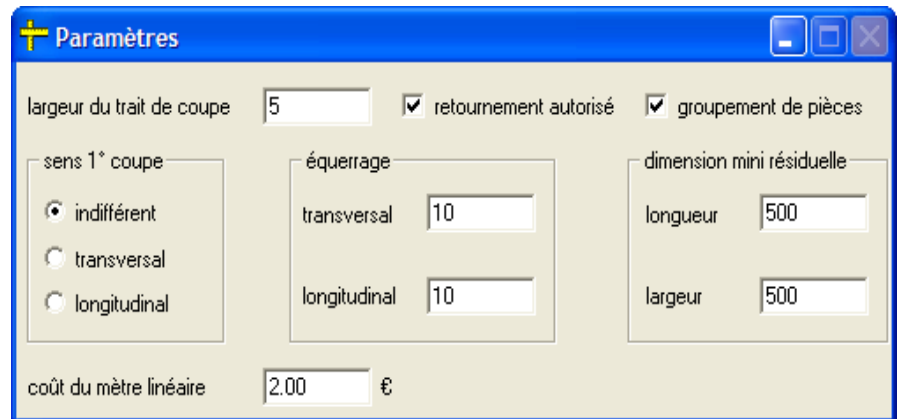 Paramètres
largeur du trait de coupe 5 retournement autorisé groupement de pièces
sens 1° coupe équerrage dimension mini résiduelle
indifférent transversal 10 longueur 500
transversal
longitudinal longitudinal 10 largeur 500
coût du mètre linéaire 2.00 €